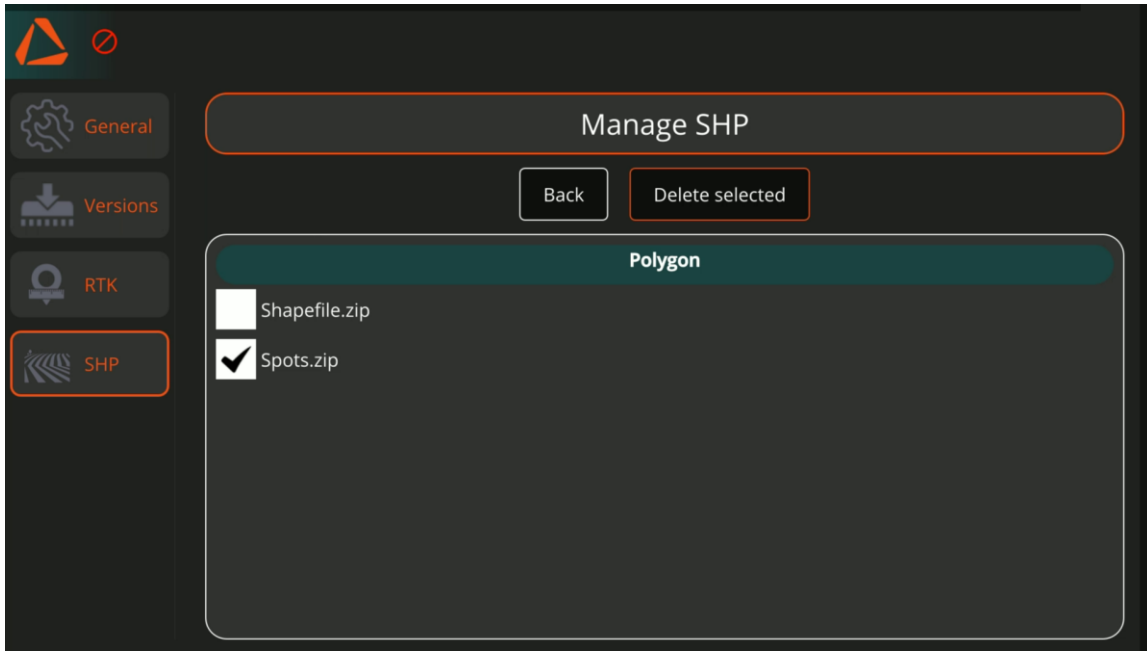 General
Versions
RTK
SHP
Manage SHP
Back
Delete selected
Polygon
Shapefile.zip
Spots.zip